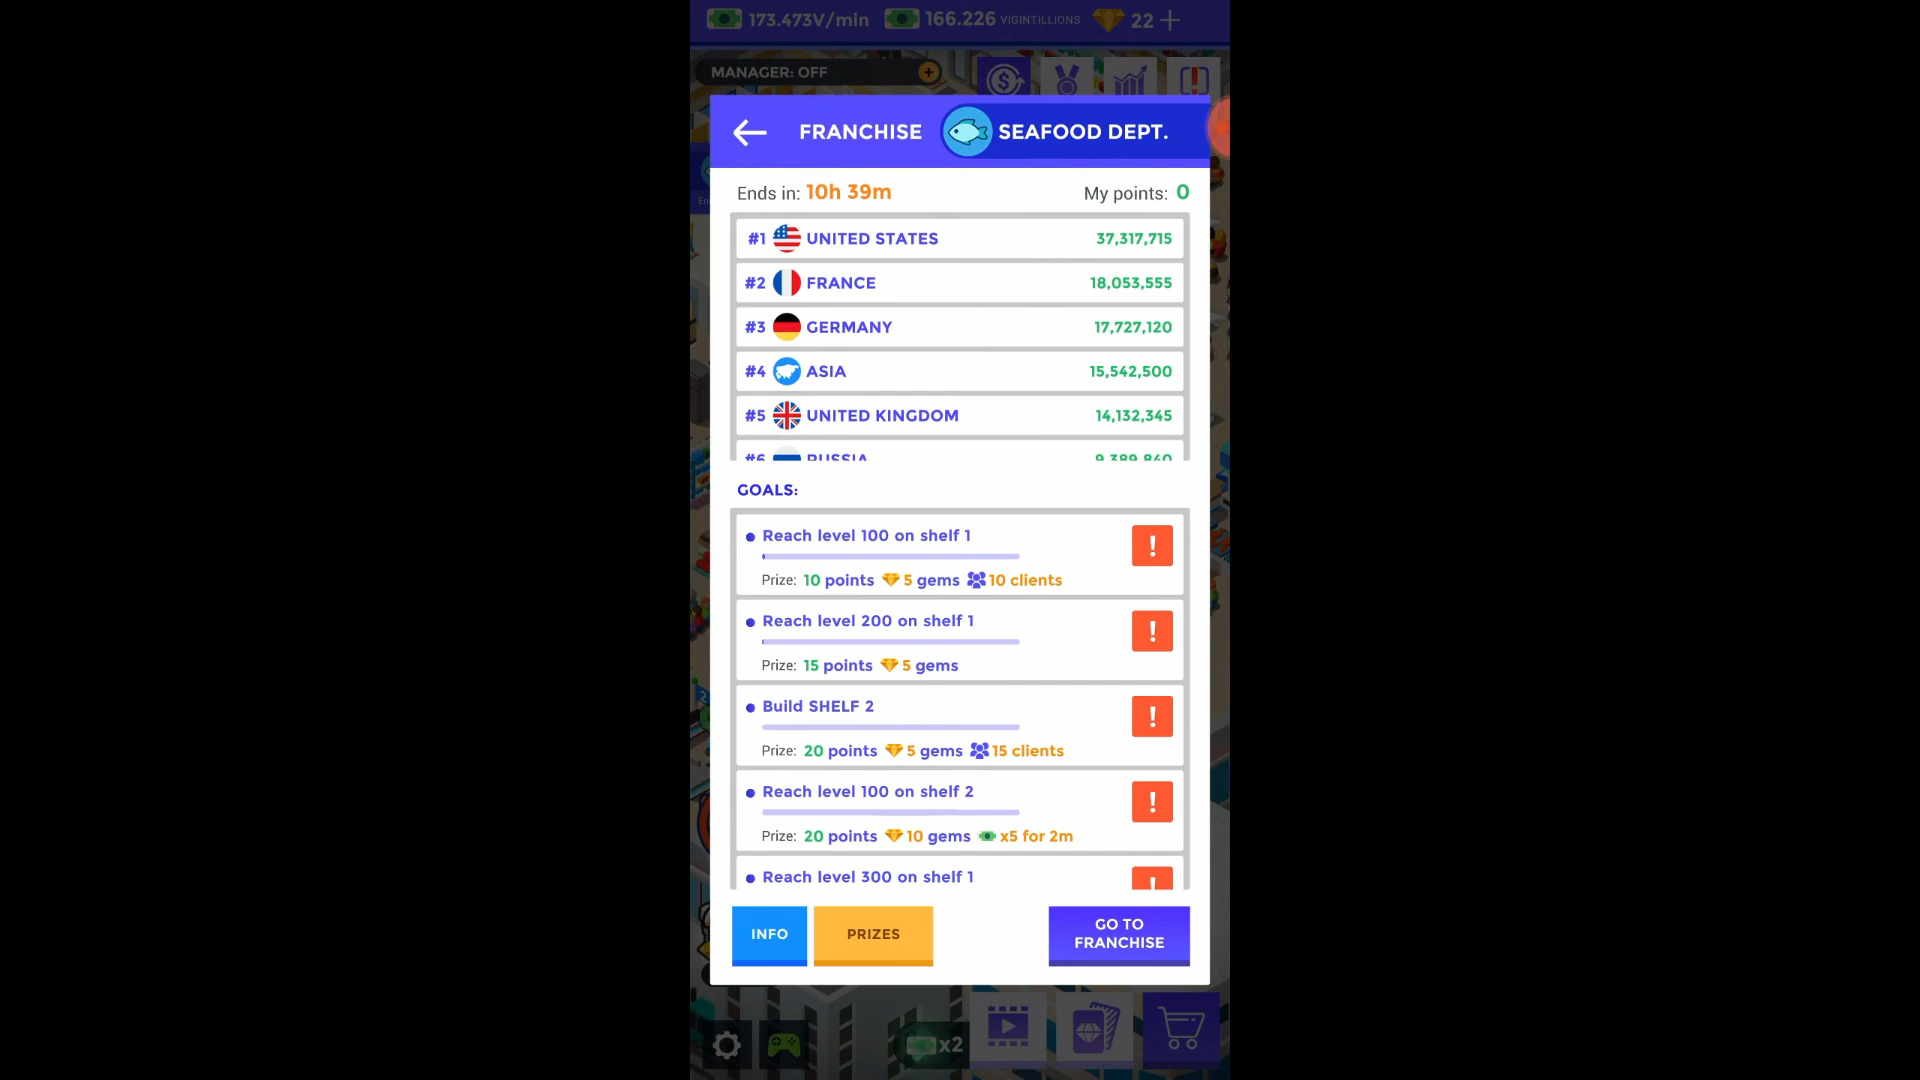 173.473V/min 166.226 VIGINTILLIONS 22 +
MANAGER: OFF
FRANCHISE SEAFOOD DEPT.
Ends in: 10h 39m My points: 0
#1 UNITED STATES 37,317,715
#2 FRANCE 18,053,555
#3 GERMANY 17,727,120
#4 ASIA 15,542,500
#5 UNITED KINGDOM 14,132,345
#6 RUSSIA 9,389,840
GOALS:
Reach level 100 on shelf 1
!
Prize: 10 points 5 gems 10 clients
Reach level 200 on shelf 1
!
Prize: 15 points 5 gems
Build SHELF 2
!
Prize: 20 points 5 gems 15 clients
Reach level 100 on shelf 2
!
Prize: 20 points 10 gems x5 for 2m
Reach level 300 on shelf 1
!
INFO PRIZES GO TO
FRANCHISE
x2